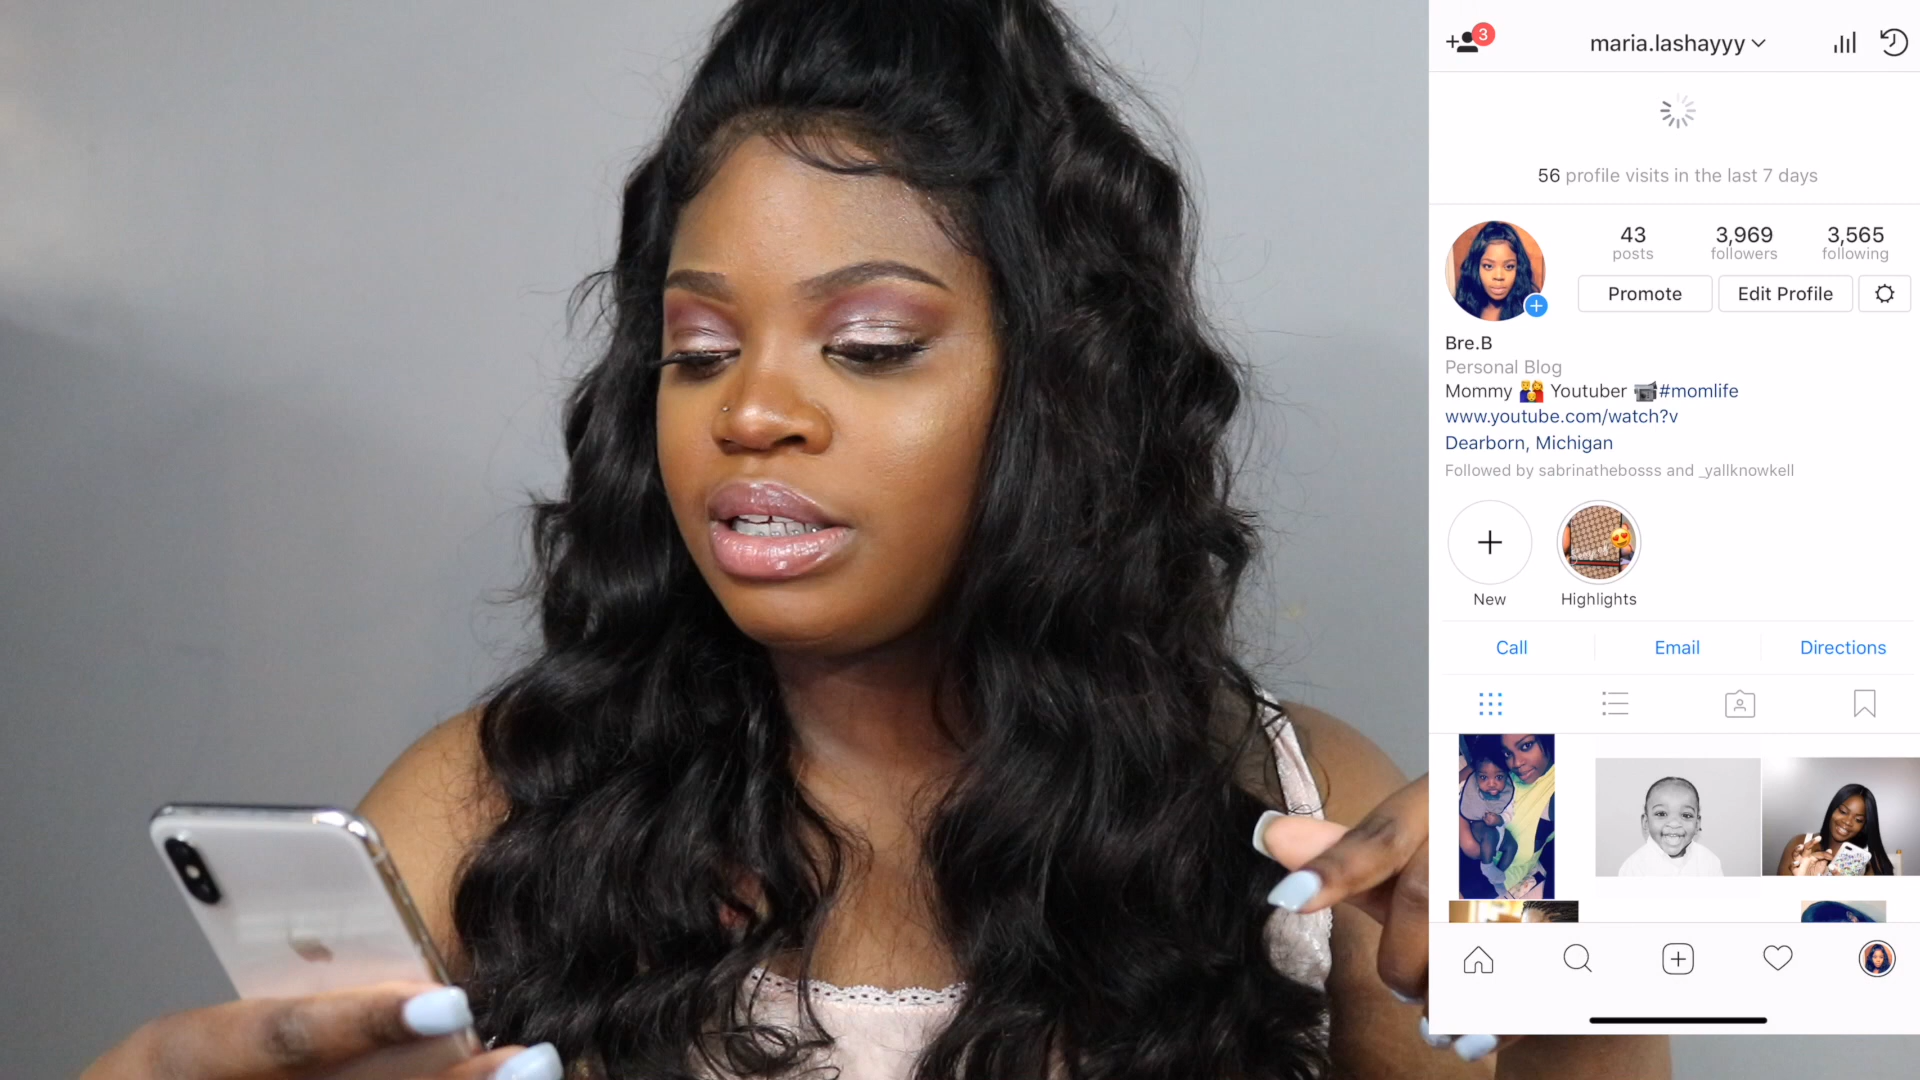 3
maria.lashayyy
56 profile visits in the last 7 days
43 3,969 3,565
posts followers following
Promote Edit Profile
Bre.B
Personal Blog
Mommy 👨‍👩‍👦 Youtuber 🎥#momlife
www.youtube.com/watch?v
Dearborn, Michigan
Followed by sabrinathebosss and _yallknowkell
New Highlights
Call Email Directions